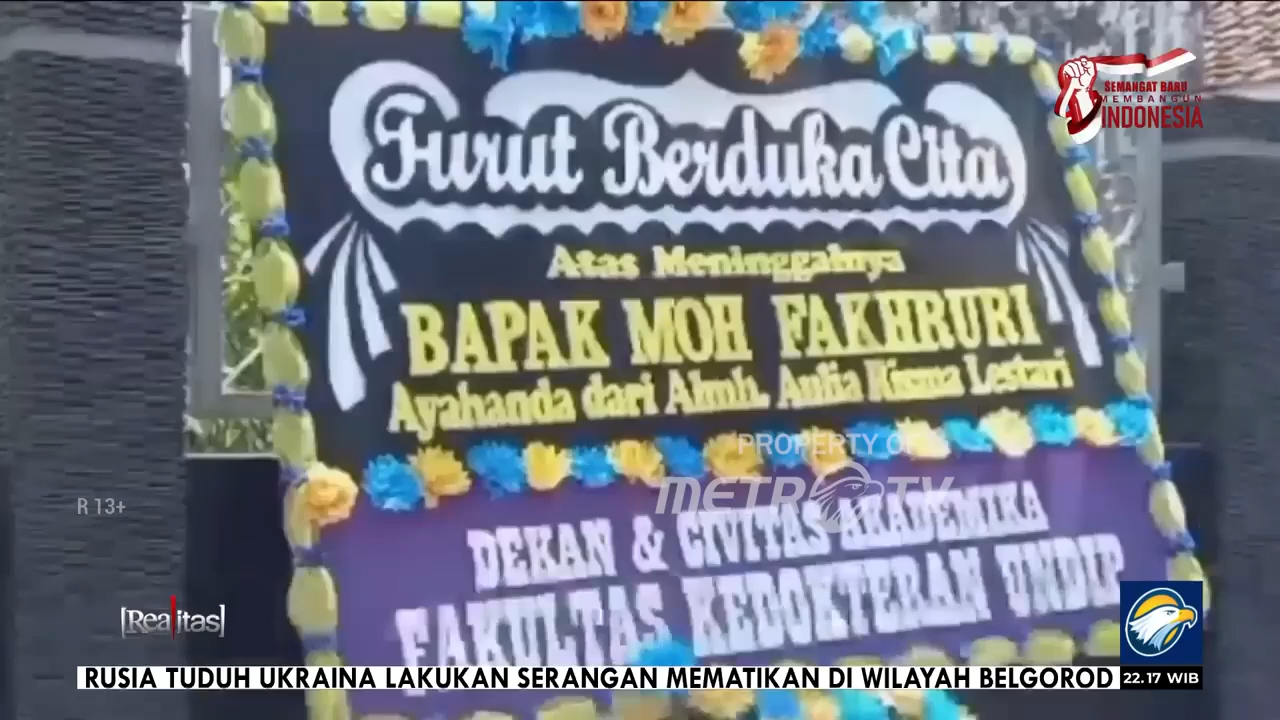 SEMANGAT BARU
MEMBANGUN
INDONESIA
Turut Berduka Cita
Atas Meninggalnya
BAPAK MOH FAKHRURI
Ayahanda dari Almh. Aulia Risma Lestari
PROPERTY OF
METRO TV
R 13+
DEKAN & CIVITAS AKADEMIKA
FAKULTAS KEDOKTERAN UNDIP
[Realitas]
RUSIA TUDUH UKRAINA LAKUKAN SERANGAN MEMATIKAN DI WILAYAH BELGOROD
22.17 WIB